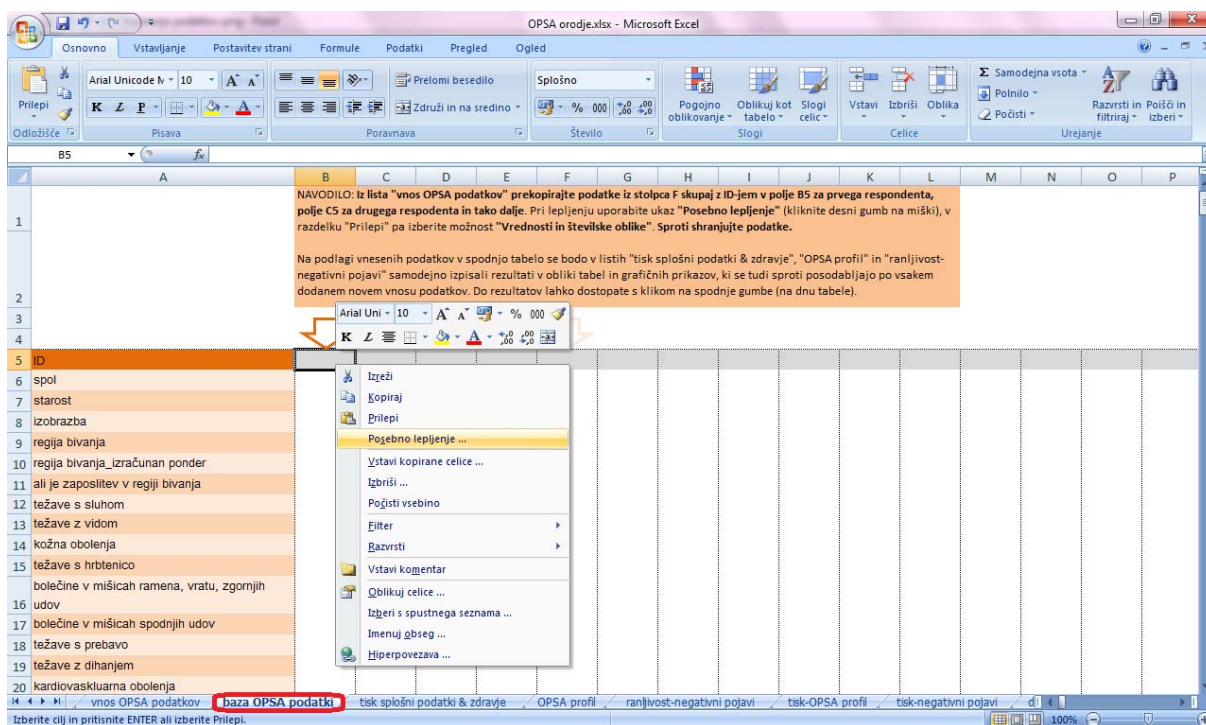 OPSA orodje.xlsx - Microsoft Excel
Osnovno Vstavljanje Postavitev strani Formule Podatki Pregled Ogled
Prilepi
Arial Unicode N 10 A A
K L P A
Prelomi besedilo
Združi in na sredino
Splošno
% 000 ,00 ,0
Pogojno oblikovanje
Oblikuj kot tabelo
Slogi celic
Vstavi Izbriši Oblika
Σ Samodejna vsota
Polnilo
Počisti
Razvrsti in filtriraj
Poišči in izberi
Odložišče Pisava Poravnava Število Slogi Celice Urejanje
B5 fx
A B C D E F G H I J K L M N O P
NAVODILO: Iz lista "vnos OPSA podatkov" prekopirajte podatke iz stolpca F skupaj z ID-jem v polje B5 za prvega respondenta,
polje C5 za drugega respodenta in tako dalje. Pri lepljenju uporabite ukaz "Posebno lepljenje" (kliknite desni gumb na miški), v
razdelku "Prilepi" pa izberite možnost "Vrednosti in številske oblike". Sproti shranjujte podatke.
Na podlagi vnesenih podatkov v spodnjo tabelo se bodo v listih "tisk splošni podatki & zdravje", "OPSA profil" in "ranljivost-
negativni pojavi" samodejno izpisali rezultati v obliki tabel in grafičnih prikazov, ki se tudi sproti posodabljajo po vsakem
dodanem novem vnosu podatkov. Do rezultatov lahko dostopate s klikom na spodnje gumbe (na dnu tabele).
1
2
3
4
Arial Uni 10 A A % 000
K L A ,00 ,0
5 ID
6 spol
7 starost
8 izobrazba
9 regija bivanja
10 regija bivanja_izračunan ponder
11 ali je zaposlitev v regiji bivanja
12 težave s sluhom
13 težave z vidom
14 kožna obolenja
15 težave s hrbtenico
bolečine v mišicah ramena, vratu, zgornjih
16 udov
17 bolečine v mišicah spodnjih udov
18 težave s prebavo
19 težave z dihanjem
20 kardiovaskluarna obolenja
Izreži
Kopiraj
Prilepi
Posebno lepljenje ...
Vstavi kopirane celice ...
Izbriši ...
Počisti vsebino
Filter
Razvrsti
Vstavi komentar
Oblikuj celice ...
Izberi s spustnega seznama ...
Imenuj obseg ...
Hiperpovezava ...
vnos OPSA podatkov baza OPSA podatki tisk splošni podatki & zdravje OPSA profil ranljivost-negativni pojavi tisk-OPSA profil tisk-negativni pojavi
Izberite cilj in pritisnite ENTER ali izberite Prilepi. 100%